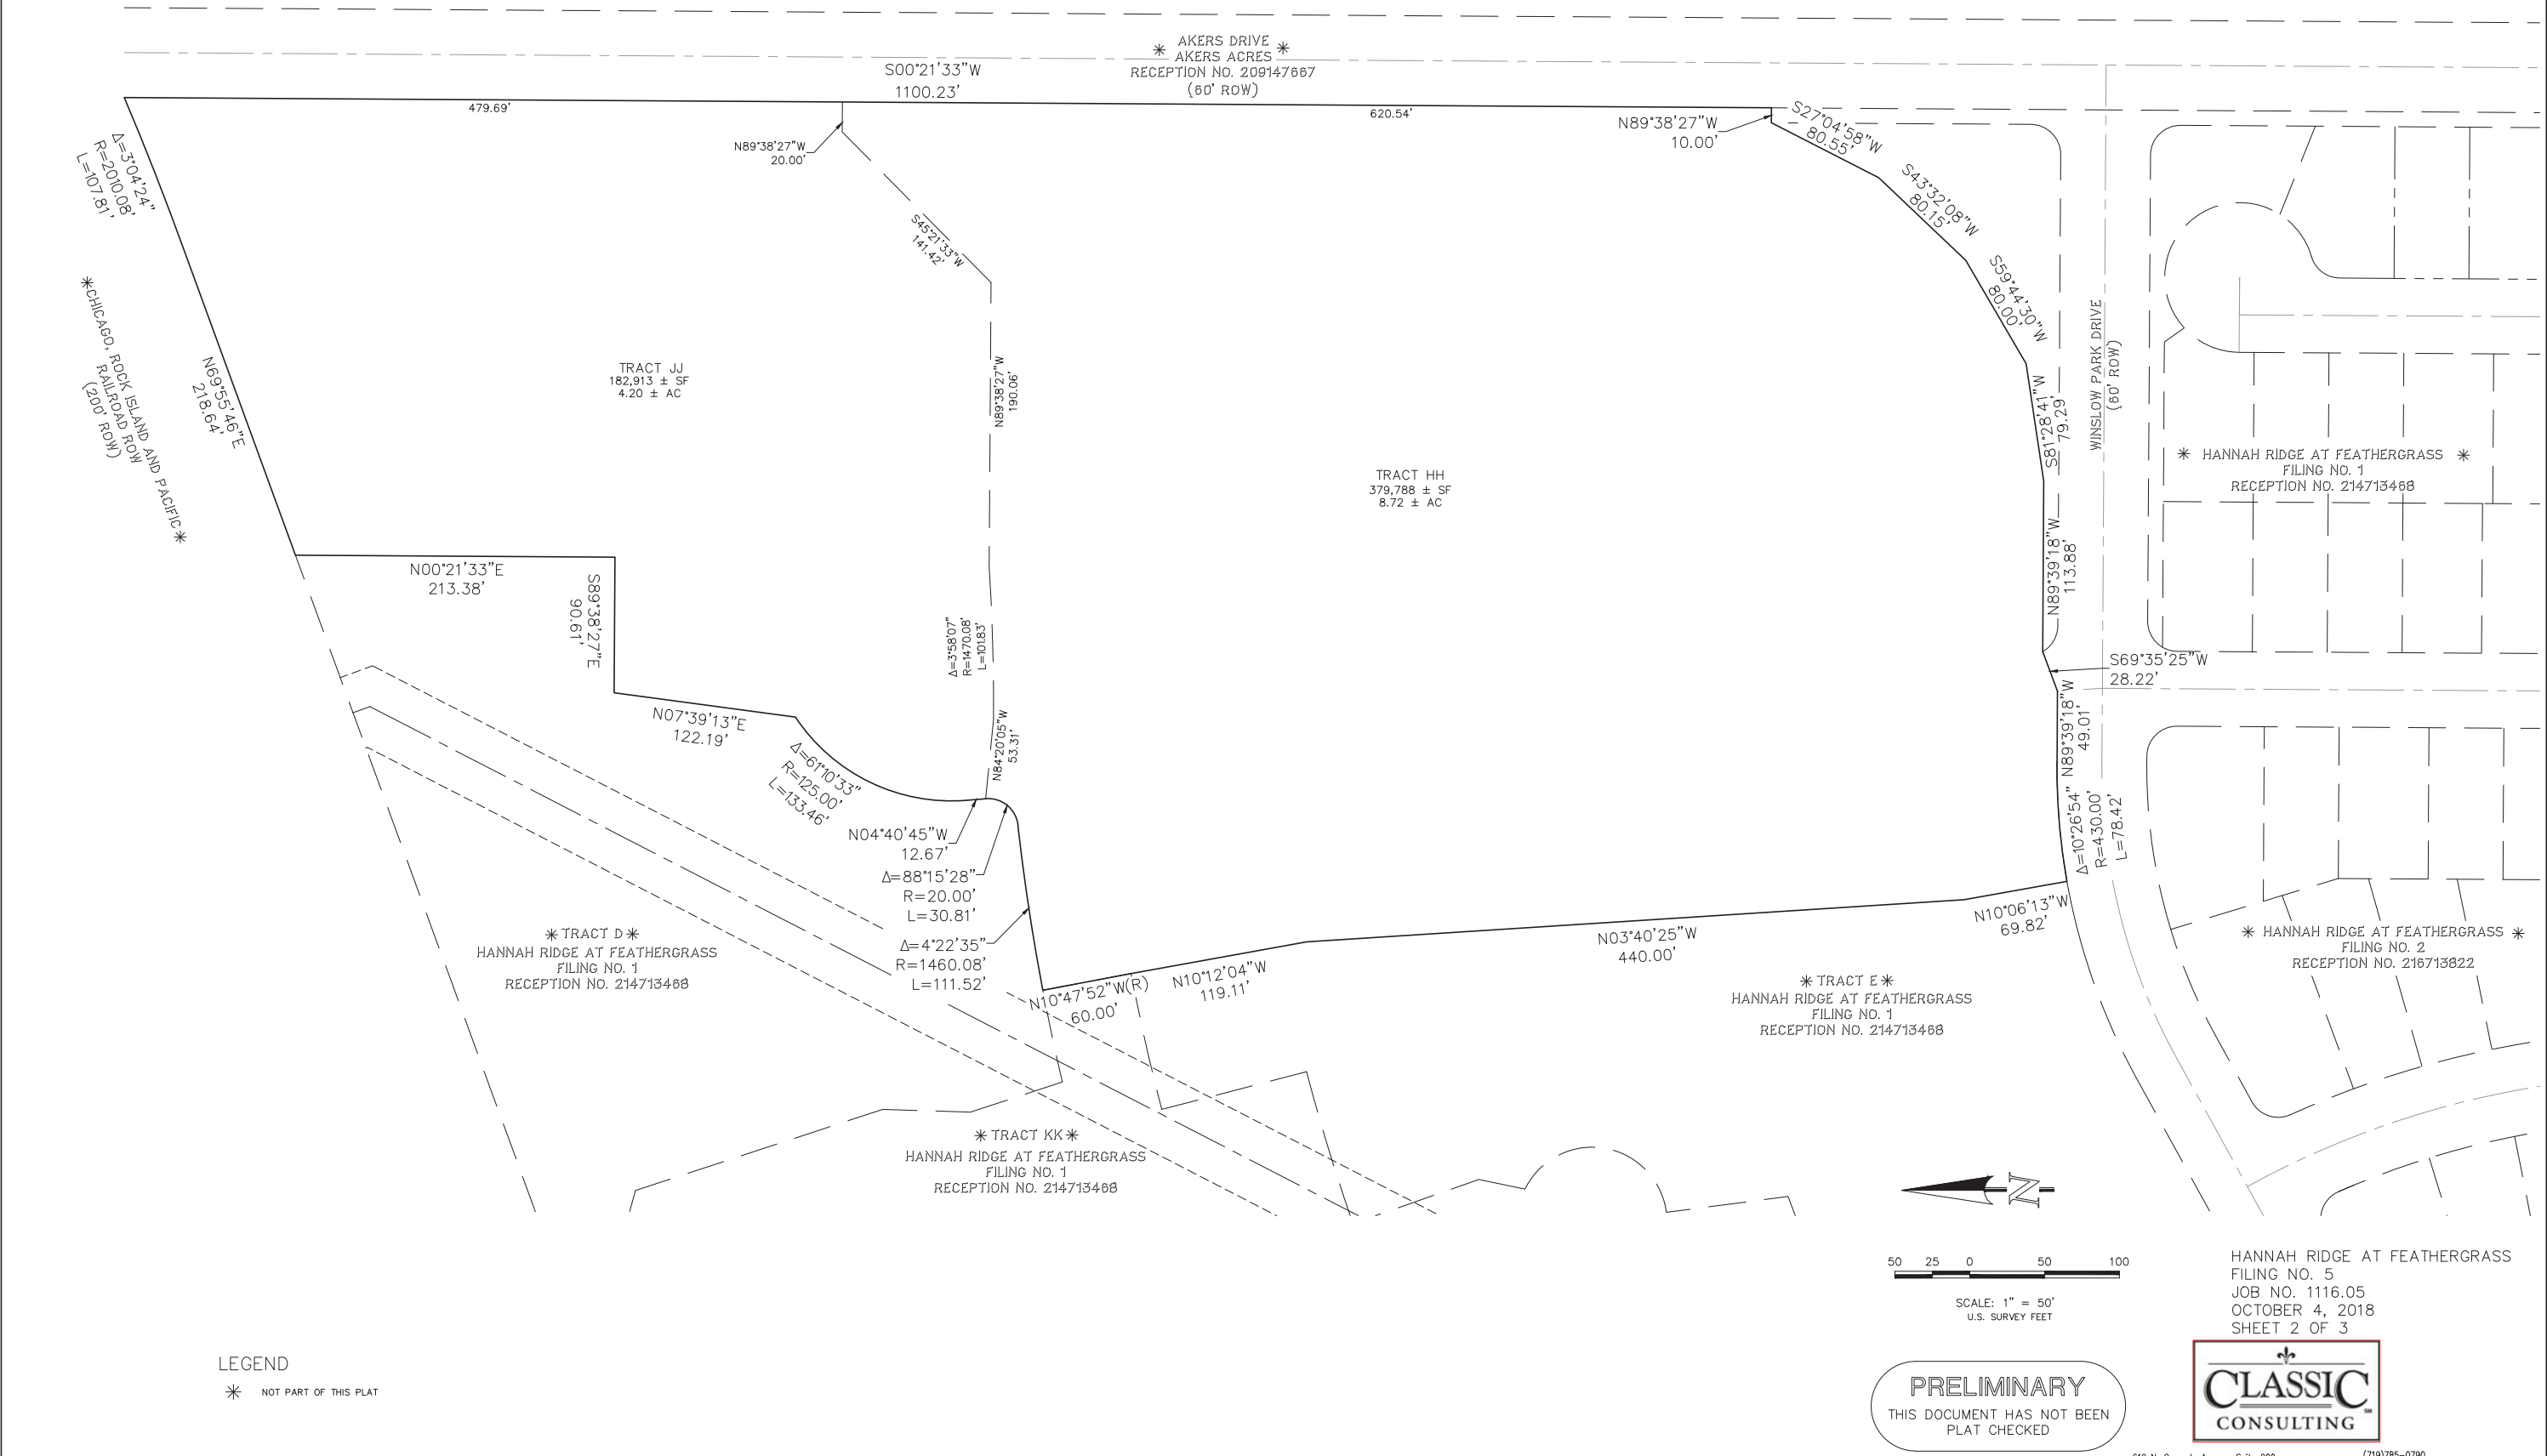 ✳ AKERS DRIVE ✳
AKERS ACRES
RECEPTION NO. 209147667
(60' ROW)
S00°21'33"W
1100.23'
479.69'
620.54'
N89°38'27"W
20.00'
N89°38'27"W
10.00'
S27°04'58"W
80.55'
S43°32'08"W
80.15'
S59°44'30"W
80.00'
S81°28'41"W
79.29'
N89°39'18"W
113.88'
S69°35'25"W
28.22'
N89°39'18"W
49.01'
Δ=10°26'54"
R=430.00'
L=78.42'
WINSLOW PARK DRIVE
(60' ROW)
Δ=3°04'24"
R=2010.08'
L=107.81'
N69°55'46"E
218.64'
✳CHICAGO, ROCK ISLAND AND PACIFIC✳
RAILROAD ROW
(200' ROW)
S45°21'33"W
141.42'
N89°38'27"W
190.06'
Δ=3°58'07"
R=1470.08'
L=101.83'
N84°20'05"W
53.31'
TRACT JJ
182,913 ± SF
4.20 ± AC
TRACT HH
379,788 ± SF
8.72 ± AC
✳ HANNAH RIDGE AT FEATHERGRASS ✳
FILING NO. 1
RECEPTION NO. 214713468
N00°21'33"E
213.38'
S89°38'27"E
90.61'
N07°39'13"E
122.19'
Δ=61°10'33"
R=125.00'
L=133.46'
N04°40'45"W
12.67'
Δ=88°15'28"
R=20.00'
L=30.81'
Δ=4°22'35"
R=1460.08'
L=111.52'
N10°47'52"W(R)
60.00'
N10°12'04"W
119.11'
N03°40'25"W
440.00'
N10°06'13"W
69.82'
✳TRACT D✳
HANNAH RIDGE AT FEATHERGRASS
FILING NO. 1
RECEPTION NO. 214713468
✳TRACT E✳
HANNAH RIDGE AT FEATHERGRASS
FILING NO. 1
RECEPTION NO. 214713468
✳ HANNAH RIDGE AT FEATHERGRASS ✳
FILING NO. 2
RECEPTION NO. 216713822
✳TRACT KK✳
HANNAH RIDGE AT FEATHERGRASS
FILING NO. 1
RECEPTION NO. 214713468
N
50 25 0 50 100
SCALE: 1" = 50'
U.S. SURVEY FEET
HANNAH RIDGE AT FEATHERGRASS
FILING NO. 5
JOB NO. 1116.05
OCTOBER 4, 2018
SHEET 2 OF 3
LEGEND
✳ NOT PART OF THIS PLAT
PRELIMINARY
THIS DOCUMENT HAS NOT BEEN
PLAT CHECKED
CLASSIC
CONSULTING
(719)785-0790